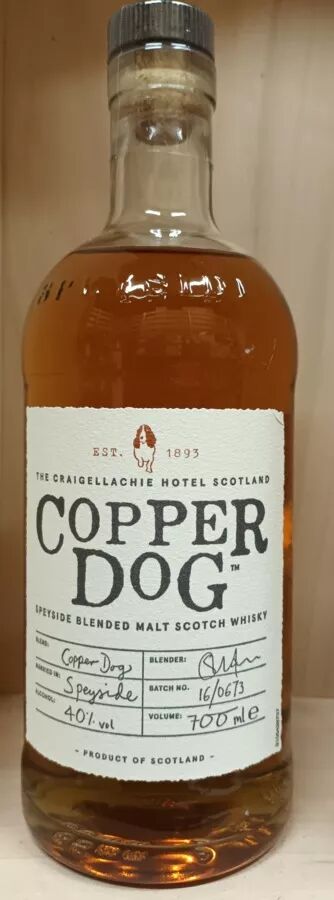 EST. 1893
THE CRAIGELLACHIE HOTEL SCOTLAND
COPPER
DOG™
SPEYSIDE BLENDED MALT SCOTCH WHISKY
BLEND: Copper Dog BLENDER:
MARRIED IN: Speyside BATCH NO. 16/0673
ALCOHOL: 40% vol VOLUME: 700 ml e
- PRODUCT OF SCOTLAND -